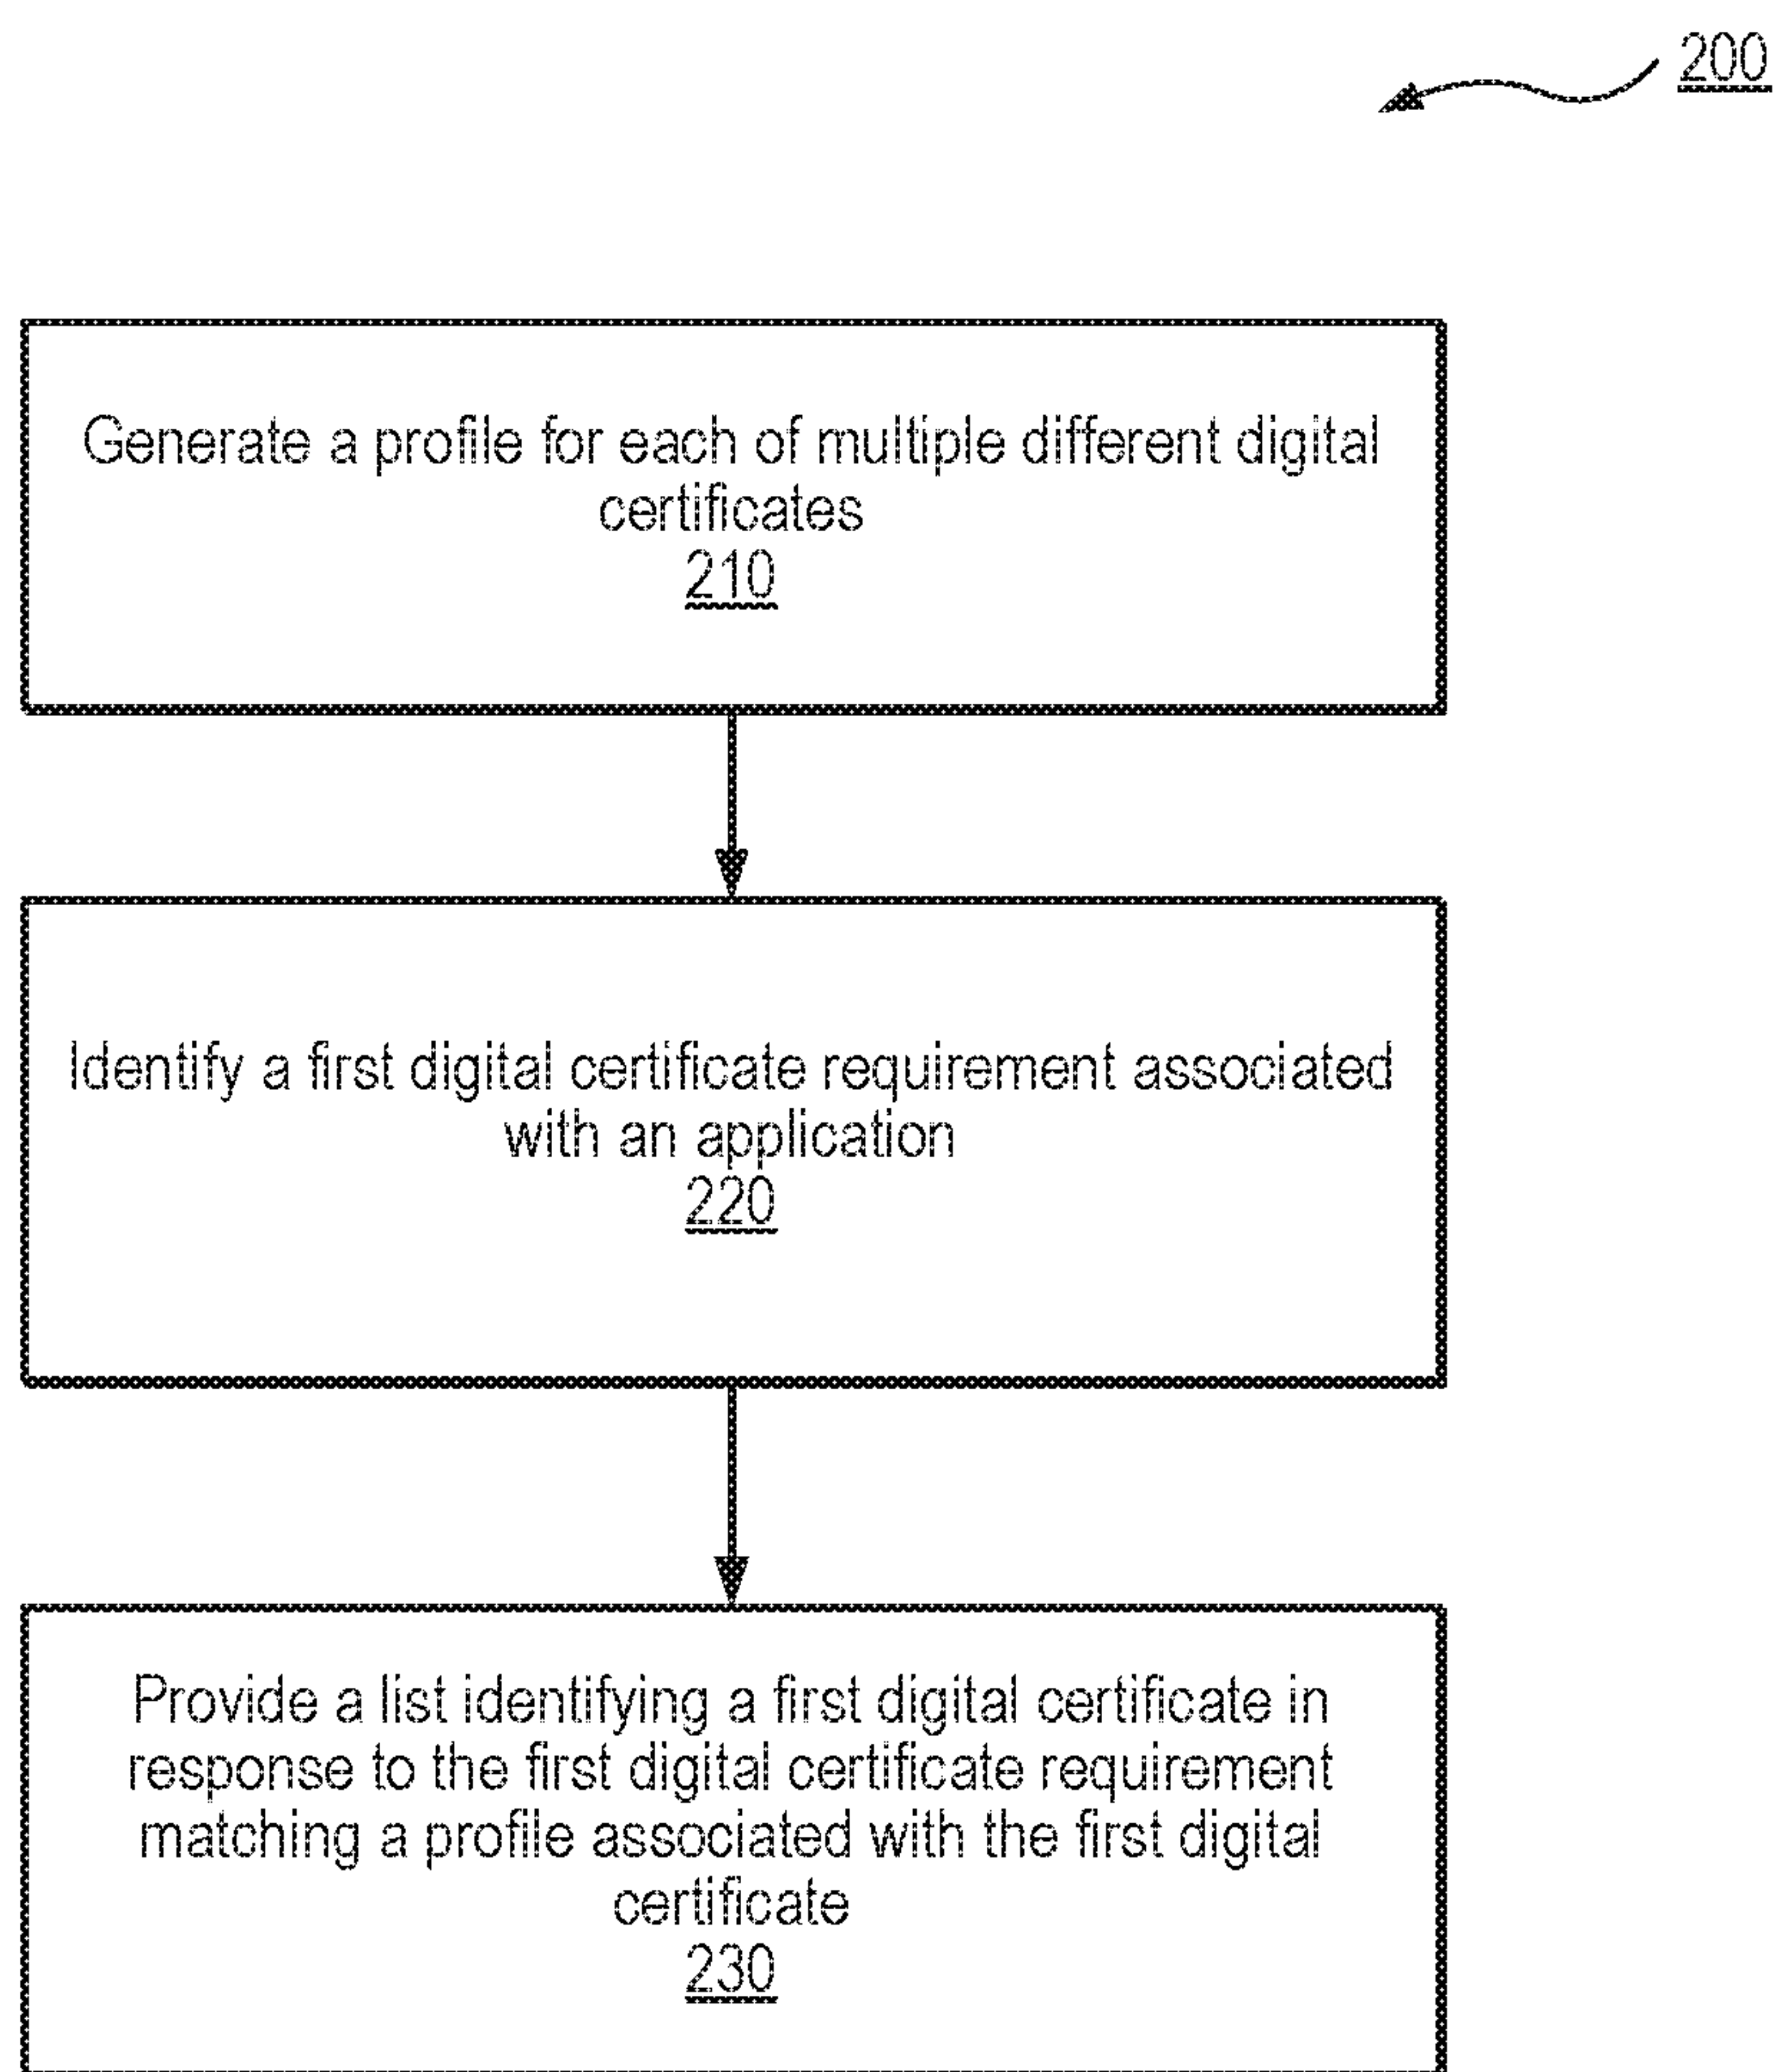 200
Generate a profile for each of multiple different digital
certificates
210
Identify a first digital certificate requirement associated
with an application
220
Provide a list identifying a first digital certificate in
response to the first digital certificate requirement
matching a profile associated with the first digital
certificate
230